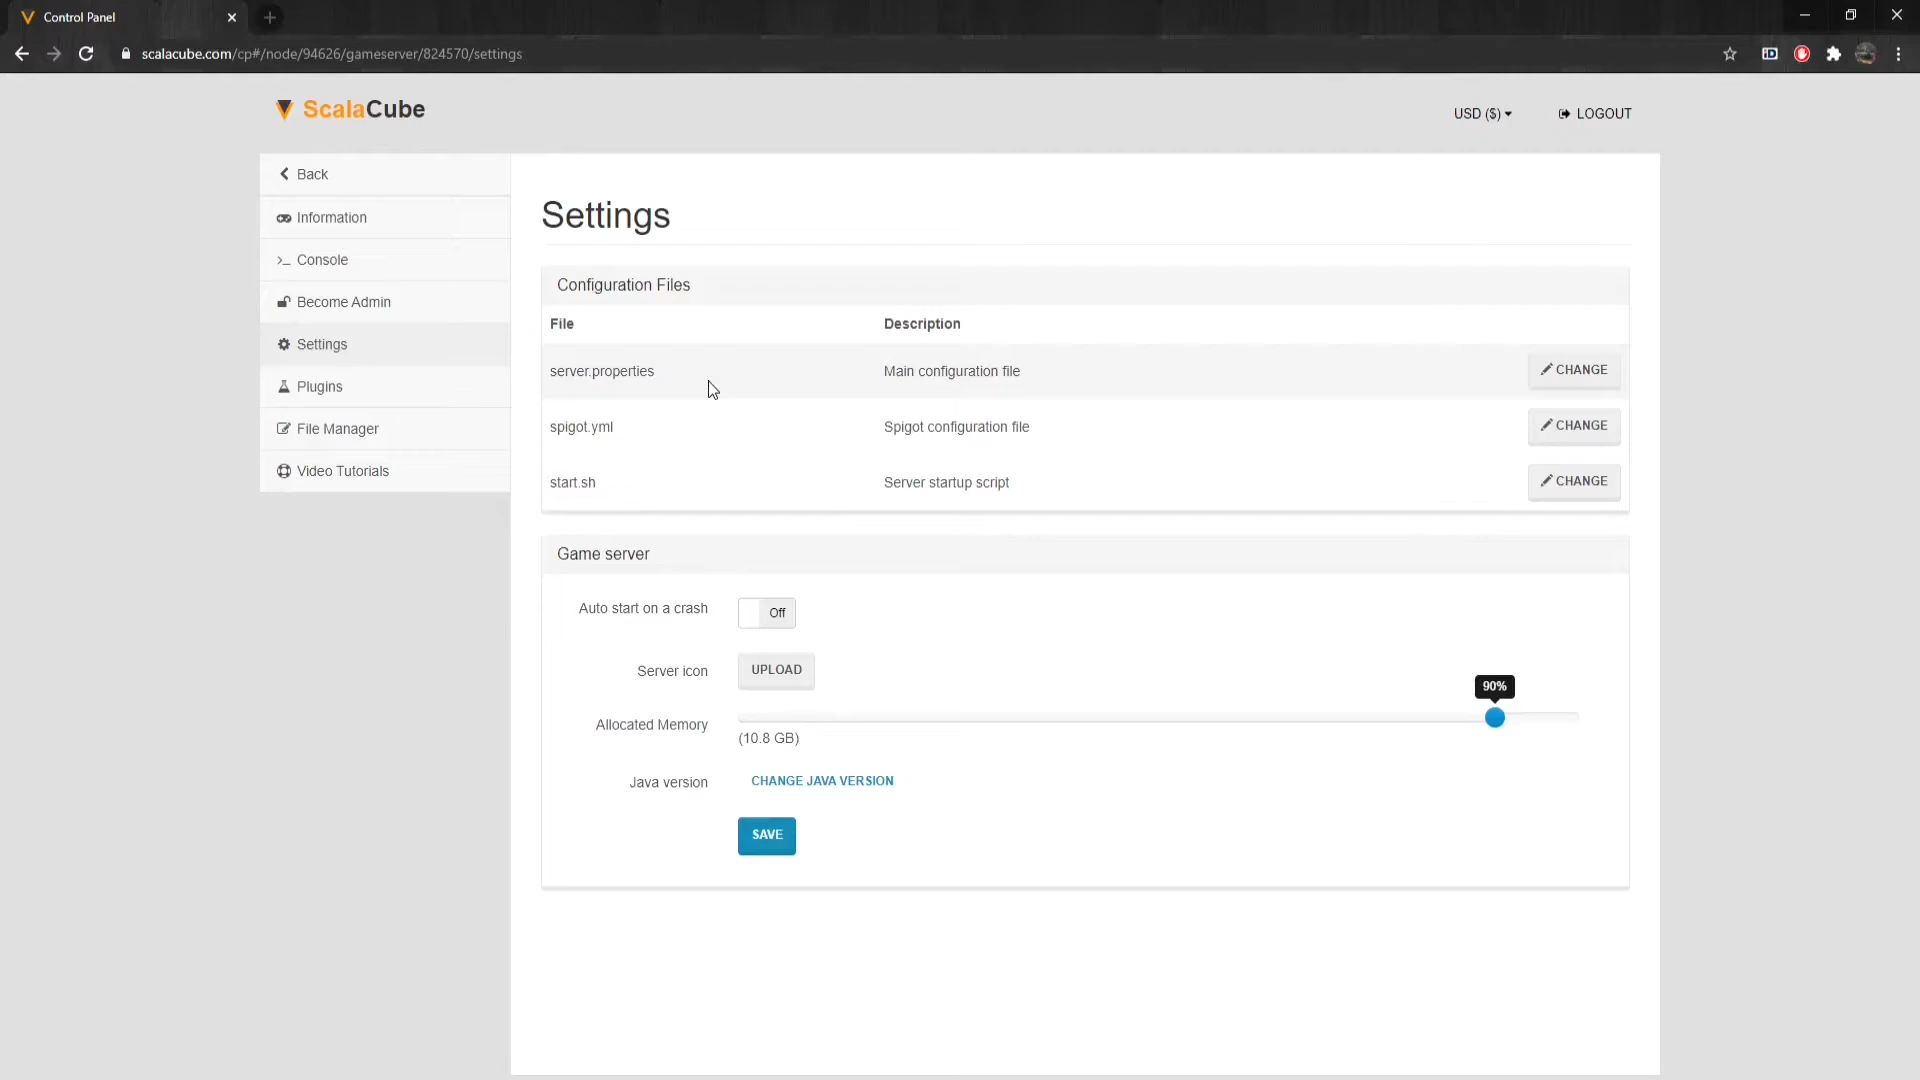 Control Panel
scalacube.com/cp#/node/94626/gameserver/824570/settings
ScalaCube
USD ($)
LOGOUT
Back
Information
Console
Become Admin
Settings
Plugins
File Manager
Video Tutorials
Settings
Configuration Files
File Description
server.properties Main configuration file CHANGE
spigot.yml Spigot configuration file CHANGE
start.sh Server startup script CHANGE
Game server
Auto start on a crash Off
Server icon UPLOAD
90%
Allocated Memory
(10.8 GB)
Java version CHANGE JAVA VERSION
SAVE